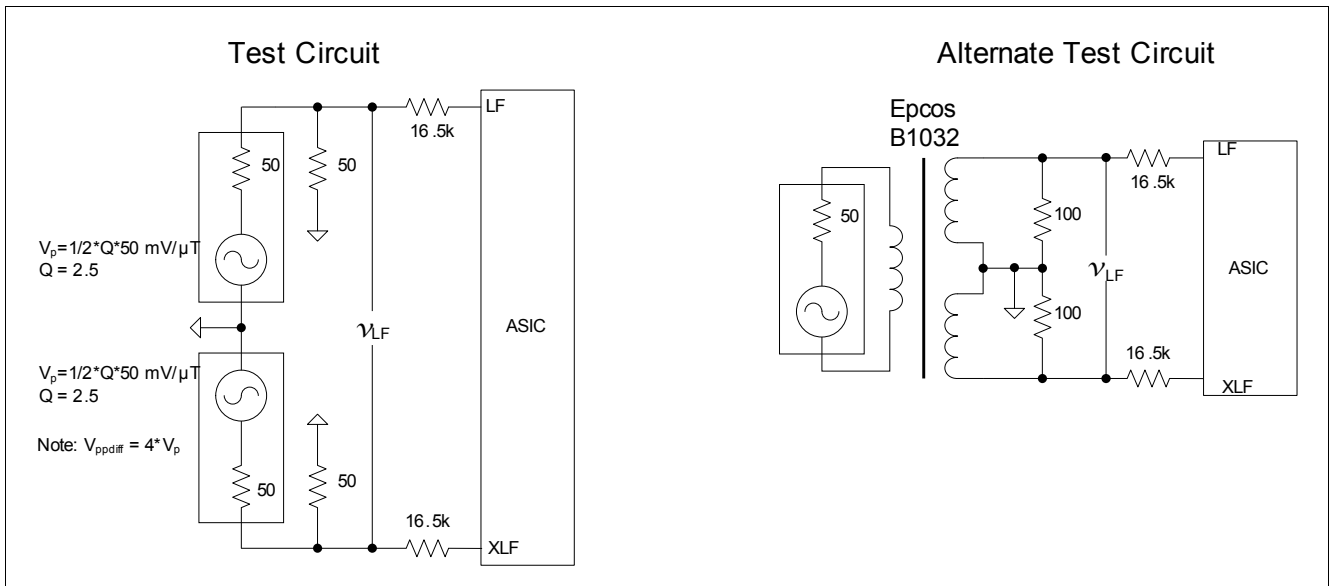 Test Circuit
LF
16 .5k
50
50
V_p=1/2*Q*50 mV/µT
Q = 2.5
ν_LF
ASIC
V_p=1/2*Q*50 mV/µT
Q = 2.5
Note: V_ppdiff = 4* V_p
50
50
16.5k
XLF
Alternate Test Circuit
Epcos
B1032
LF
16.5k
50
100
ν_LF
ASIC
100
16.5k
XLF